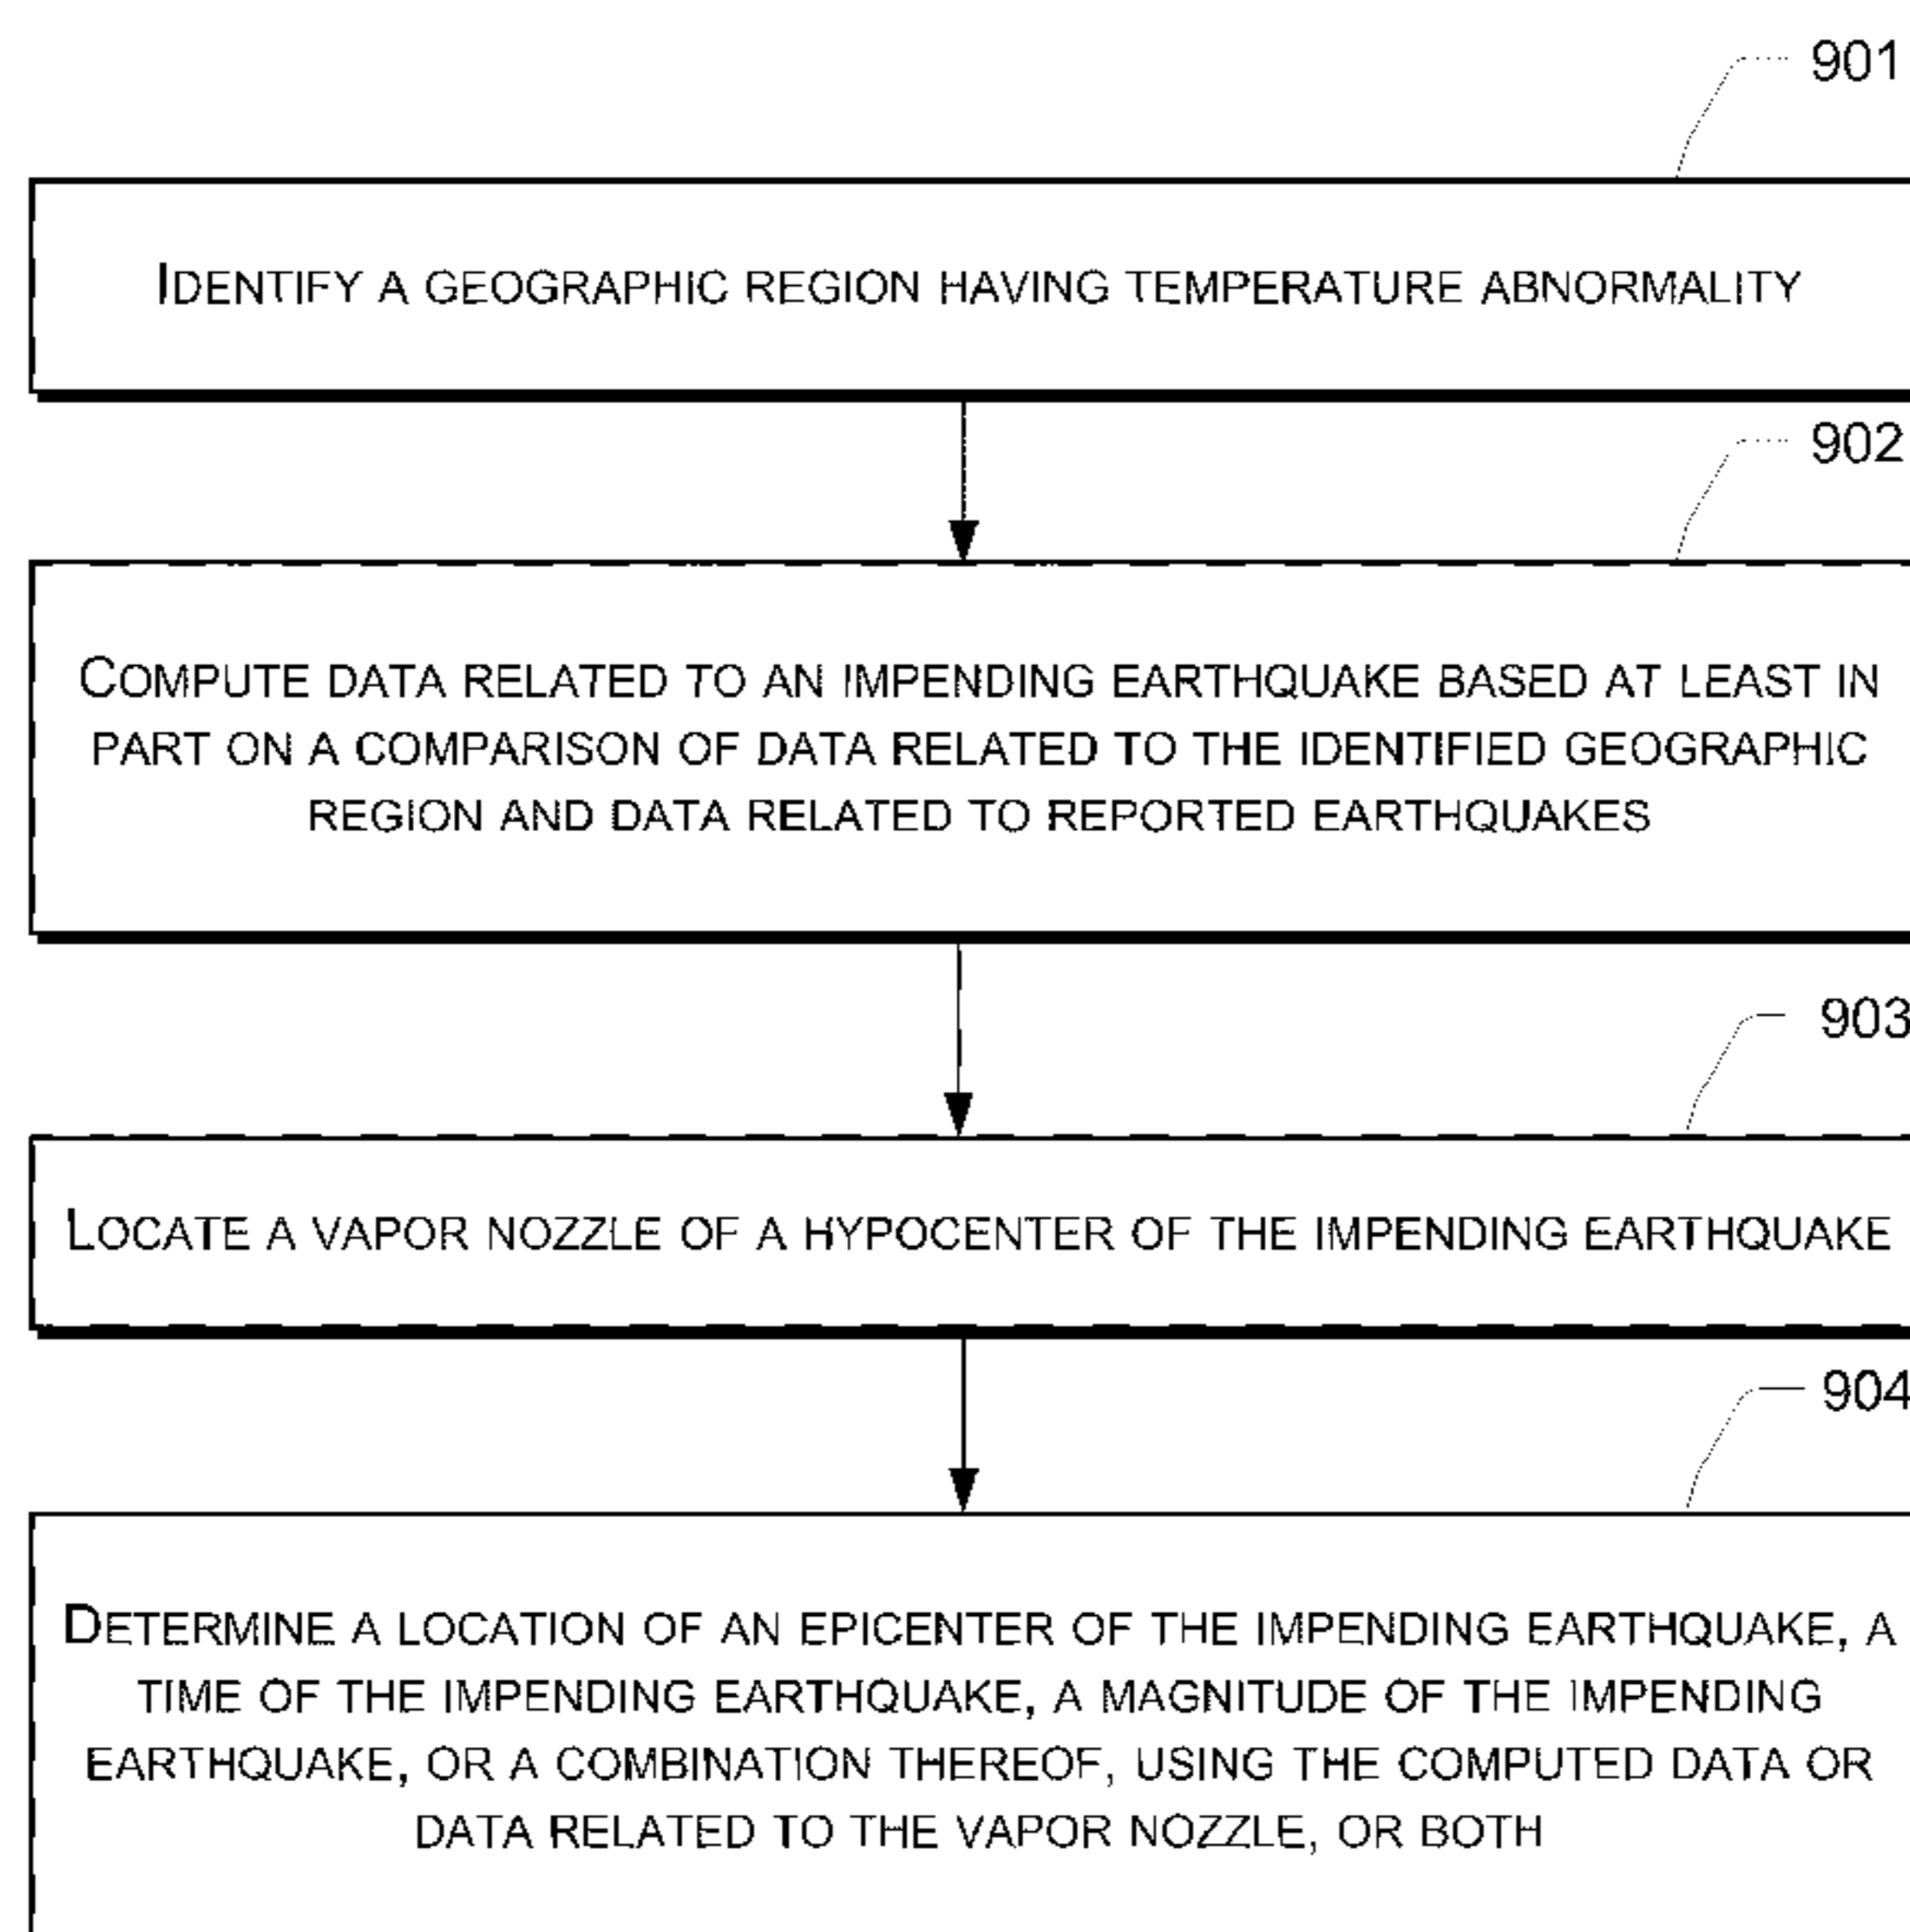 901
IDENTIFY A GEOGRAPHIC REGION HAVING TEMPERATURE ABNORMALITY
902
COMPUTE DATA RELATED TO AN IMPENDING EARTHQUAKE BASED AT LEAST IN
PART ON A COMPARISON OF DATA RELATED TO THE IDENTIFIED GEOGRAPHIC
REGION AND DATA RELATED TO REPORTED EARTHQUAKES
903
LOCATE A VAPOR NOZZLE OF A HYPOCENTER OF THE IMPENDING EARTHQUAKE
904
DETERMINE A LOCATION OF AN EPICENTER OF THE IMPENDING EARTHQUAKE, A
TIME OF THE IMPENDING EARTHQUAKE, A MAGNITUDE OF THE IMPENDING
EARTHQUAKE, OR A COMBINATION THEREOF, USING THE COMPUTED DATA OR
DATA RELATED TO THE VAPOR NOZZLE, OR BOTH